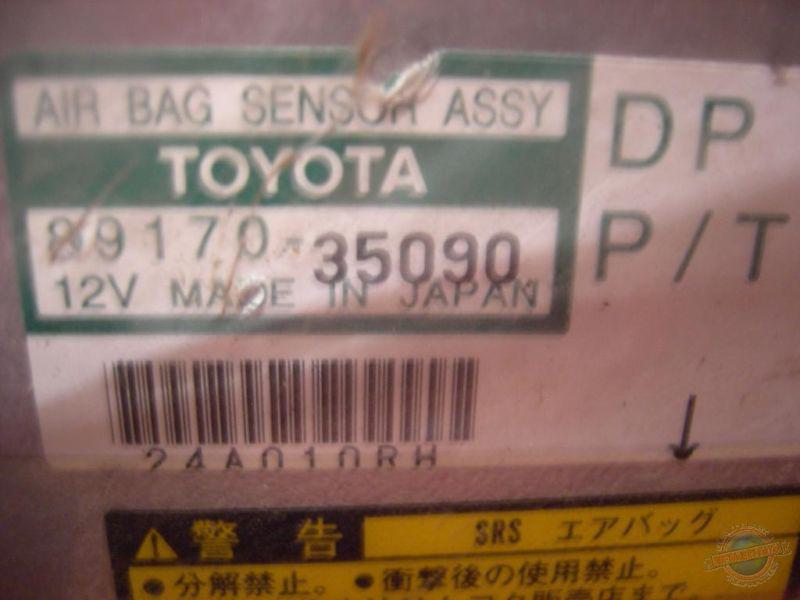 AIR BAG SENSOR ASSY
TOYOTA
89170-35090
12V MADE IN JAPAN
DP
P/T
24A010RH
警告
SRS エアバッグ
●分解禁止。 ●衝撃後の使用禁止。